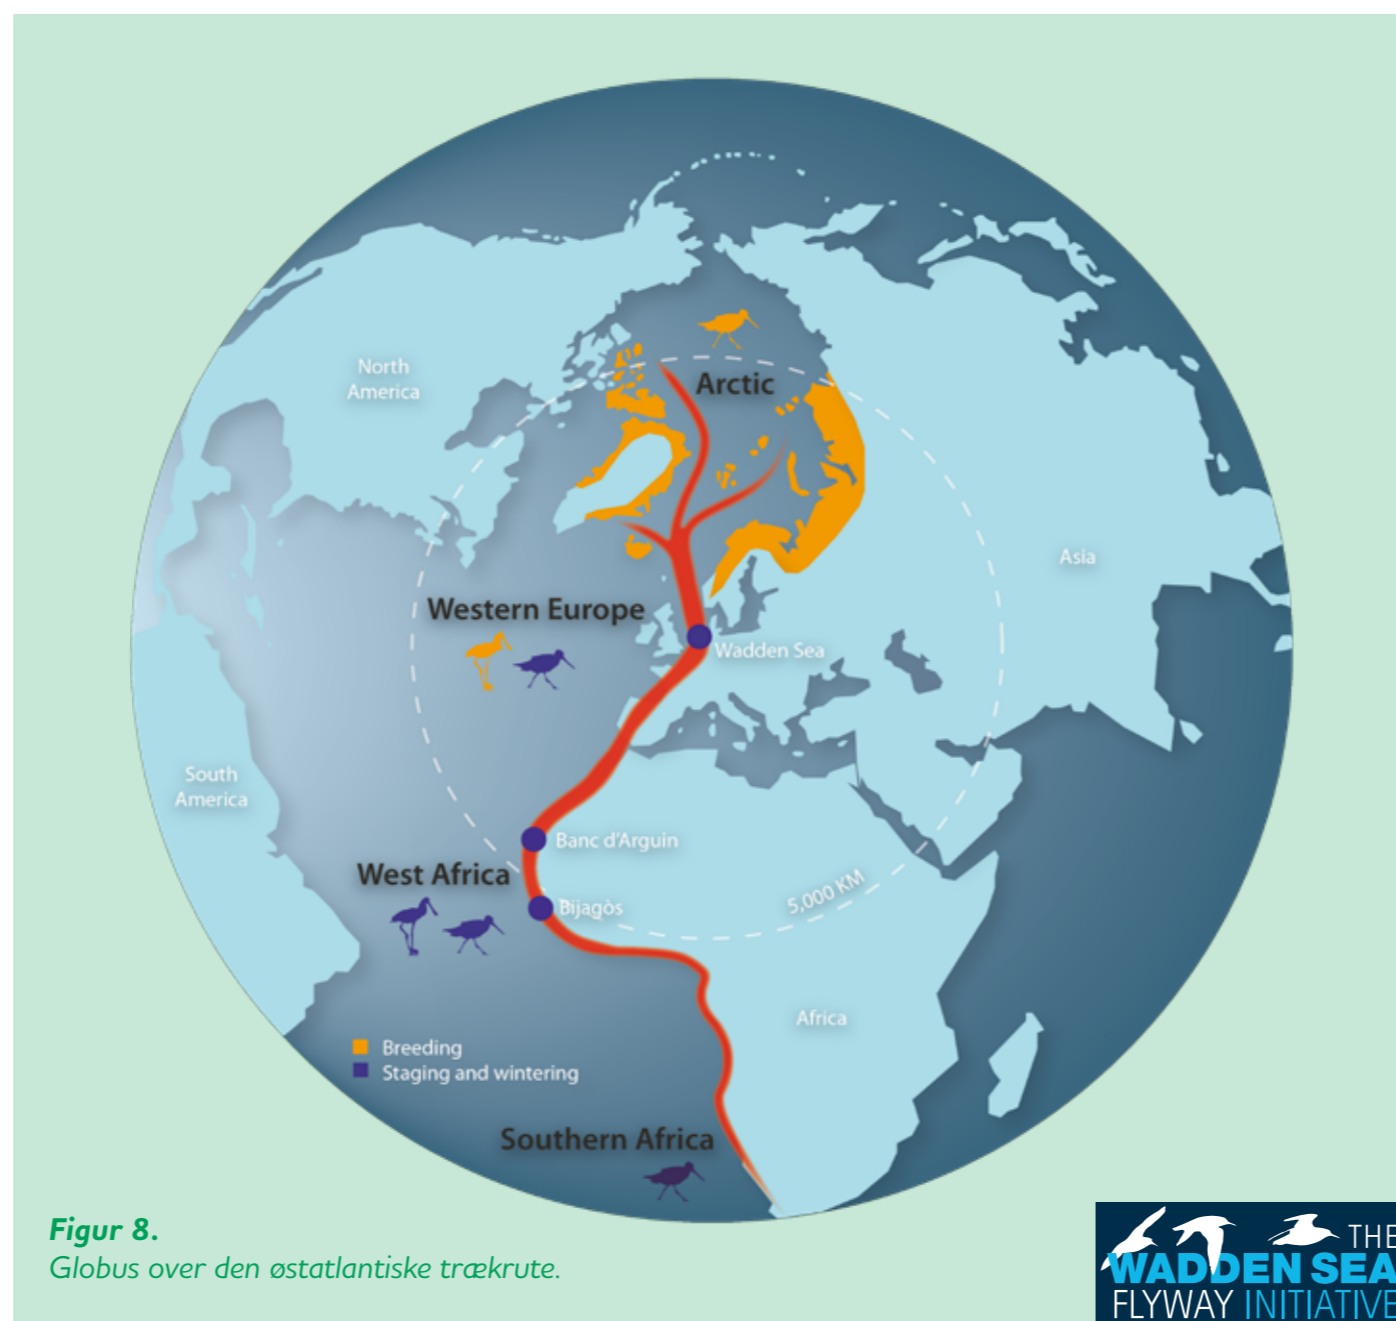 North
America
Arctic
Asia
Western Europe
Wadden Sea
South
America
Banc d'Arguin
West Africa
Bijagòs
5,000 KM
Africa
Breeding
Staging and wintering
Southern Africa
Figur 8.
Globus over den østatlantiske trækrute.
THE
WADDEN SEA
FLYWAY INITIATIVE